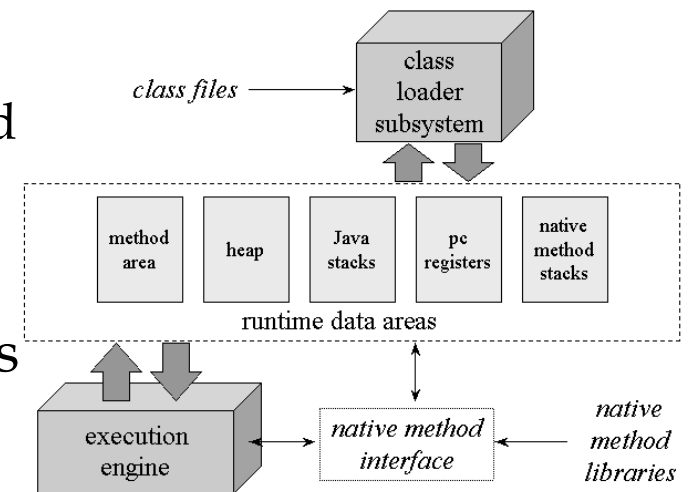 class
loader
subsystem
class files
d
method
area
heap
Java
stacks
pc
registers
native
method
stacks
runtime data areas
s
execution
engine
native method
interface
native
method
libraries